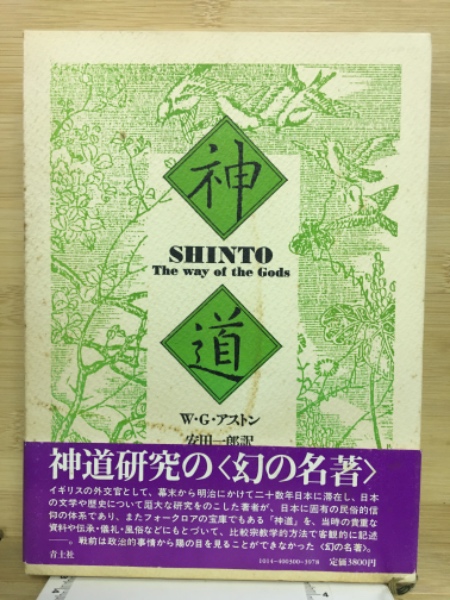 神
SHINTO
The way of the Gods
道
W・G・アストン
安田一郎訳
神道研究の〈幻の名著〉
イギリスの外交官として、幕末から明治にかけて二十数年日本に滞在し、日本
の文学や歴史について厖大な研究をのこした著者が、日本に固有の民俗的信
仰の体系であり、またフォークロアの宝庫でもある「神道」を、当時の貴重な
資料や伝承・儀礼・風俗などにもとづいて、比較宗教学的方法で客観的に記述
──。戦前は政治的事情から陽の目を見ることができなかった〈幻の名著〉。
青土社
1014-400300-3978
定価3800円
4